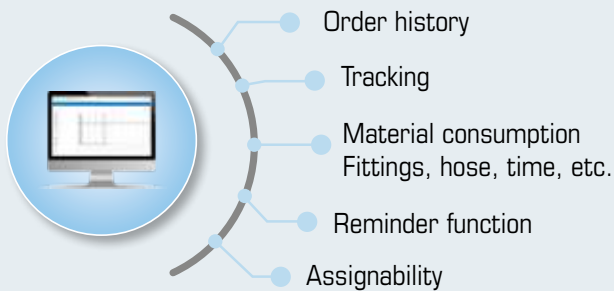 Order history
Tracking
Material consumption
Fittings, hose, time, etc.
Reminder function
Assignability